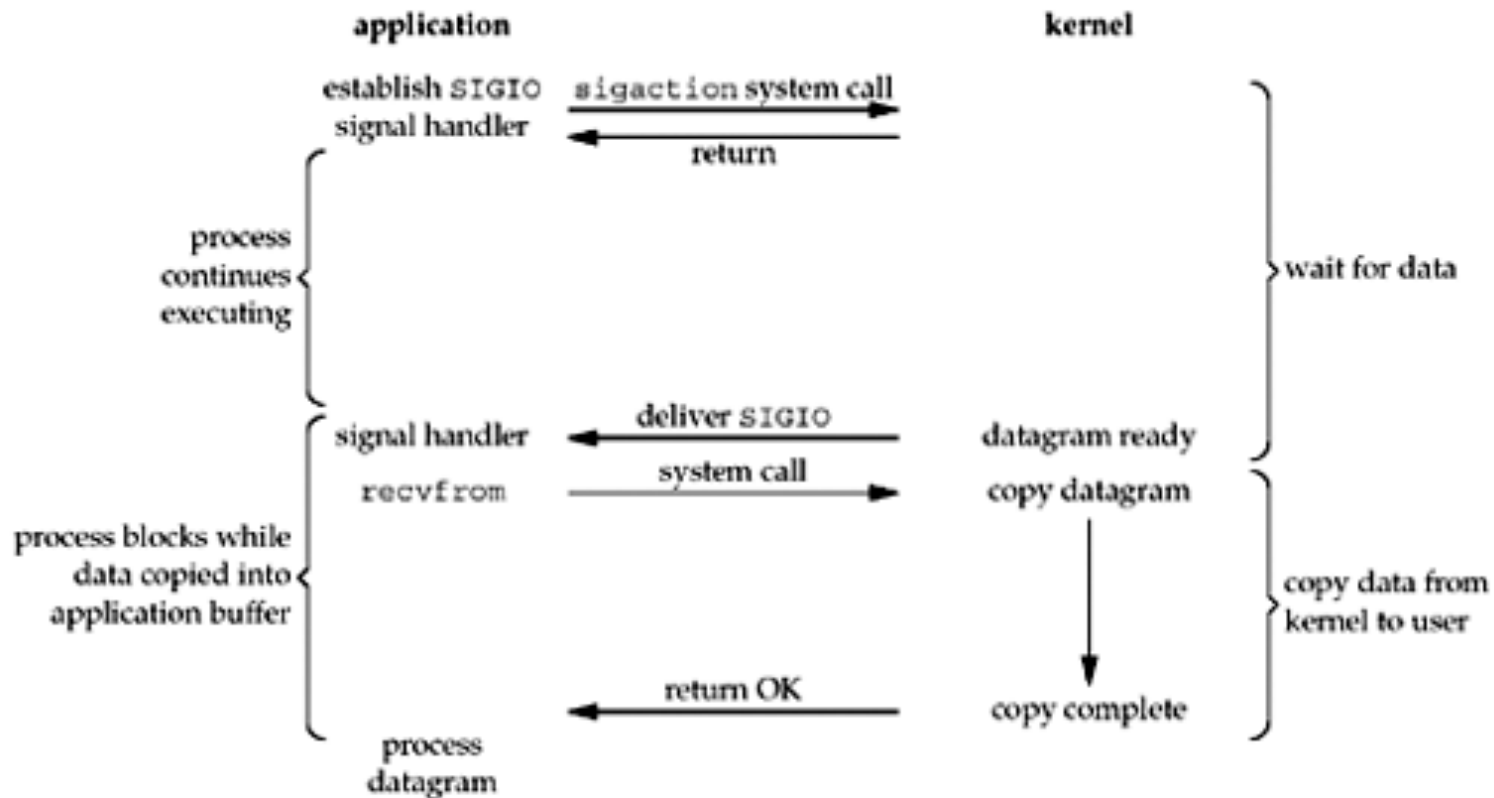 application
kernel
establish SIGIO
signal handler
sigaction system call
return
process
continues
executing
wait for data
signal handler
deliver SIGIO
datagram ready
recvfrom
system call
copy datagram
process blocks while
data copied into
application buffer
copy data from
kernel to user
return OK
copy complete
process
datagram